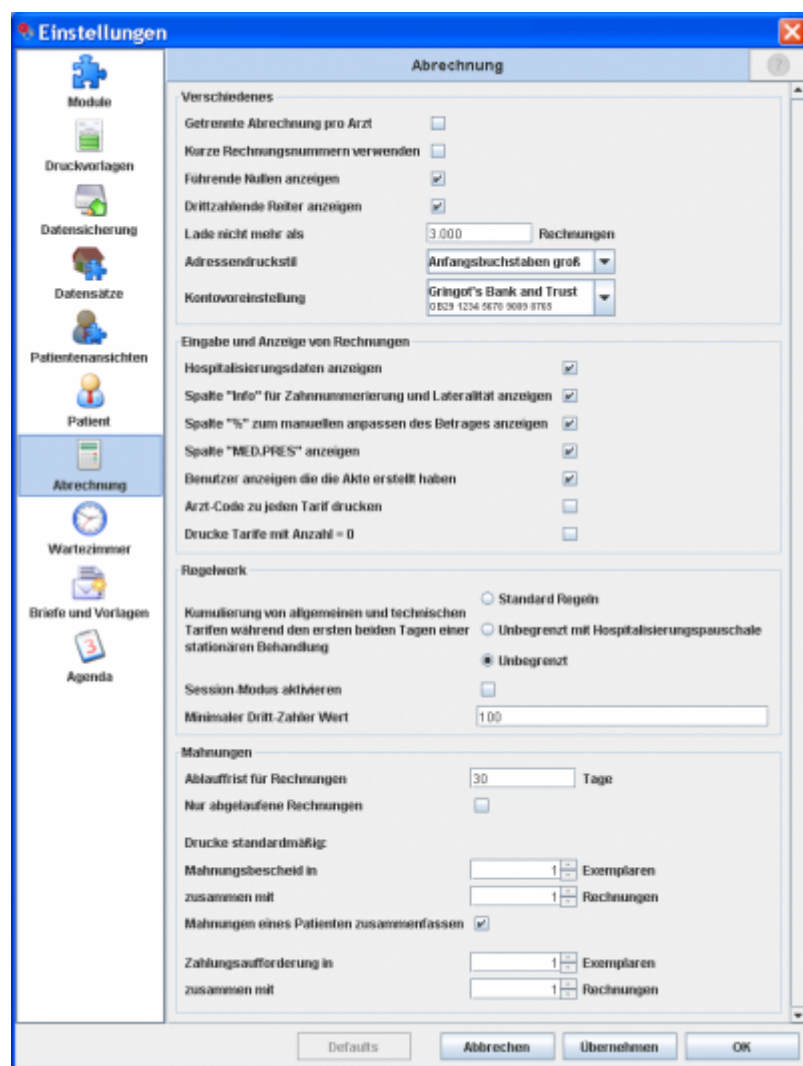 Einstellungen
Abrechnung
?
Module
Druckvorlagen
Datensicherung
Datensätze
Patientenansichten
Patient
Abrechnung
Wartezimmer
Briefe und Vorlagen
3
Agenda
Verschiedenes
Getrennte Abrechnung pro Arzt
Kurze Rechnungsnummern verwenden
Führende Nullen anzeigen
Drittzahlende Reiter anzeigen
Lade nicht mehr als 3.000 Rechnungen
Adressendruckstil Anfangsbuchstaben groß
Kontovoreinstellung Gringot's Bank and Trust
GB29 1234 5678 9009 8765
Eingabe und Anzeige von Rechnungen
Hospitalisierungsdaten anzeigen
Spalte "Info" für Zahnnummerierung und Lateralität anzeigen
Spalte "%" zum manuellen anpassen des Betrages anzeigen
Spalte "MED.PRES" anzeigen
Benutzer anzeigen die die Akte erstellt haben
Arzt-Code zu jeden Tarif drucken
Drucke Tarife mit Anzahl = 0
Regelwerk
Kumulierung von allgemeinen und technischen
Tarifen während den ersten beiden Tagen einer
stationären Behandlung
Standard Regeln
Unbegrenzt mit Hospitalisierungspauschale
Unbegrenzt
Session-Modus aktivieren
Minimaler Dritt-Zahler Wert 100
Mahnungen
Ablauffrist für Rechnungen 30 Tage
Nur abgelaufene Rechnungen
Drucke standardmäßig:
Mahnungsbescheid in 1 Exemplaren
zusammen mit 1 Rechnungen
Mahnungen eines Patienten zusammenfassen
Zahlungsaufforderung in 1 Exemplaren
zusammen mit 1 Rechnungen
Defaults Abbrechen Übernehmen OK